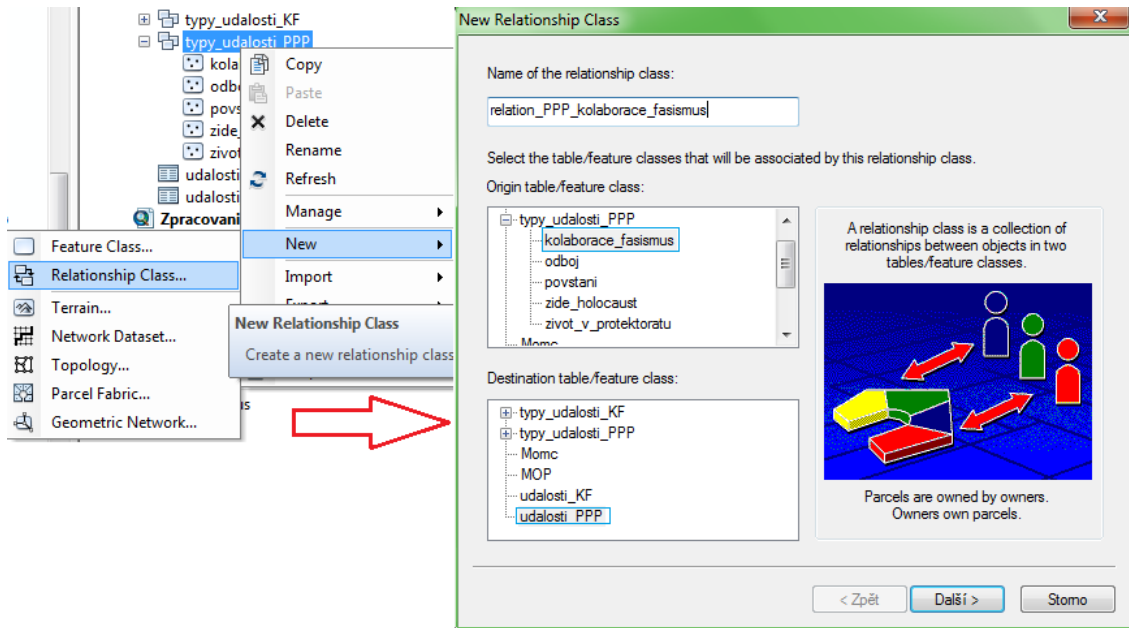 typy_udalosti_KF
typy_udalosti_PPP
kola
odbo
povs
zide_
zivot
udalosti
udalosti
Zpracovani
Copy
Paste
Delete
Rename
Refresh
Manage
New
Import
Export
Feature Class...
Relationship Class...
Terrain...
Network Dataset...
Topology...
Parcel Fabric...
Geometric Network...
New Relationship Class
Create a new relationship class
New Relationship Class
Name of the relationship class:
relation_PPP_kolaborace_fasismus
Select the table/feature classes that will be associated by this relationship class.
Origin table/feature class:
typy_udalosti_PPP
kolaborace_fasismus
odboj
povstani
zide_holocaust
zivot_v_protektoratu
Momc
Destination table/feature class:
typy_udalosti_KF
typy_udalosti_PPP
Momc
MOP
udalosti_KF
udalosti_PPP
A relationship class is a collection of
relationships between objects in two
tables/feature classes.
Parcels are owned by owners.
Owners own parcels.
< Zpět
Další >
Storno